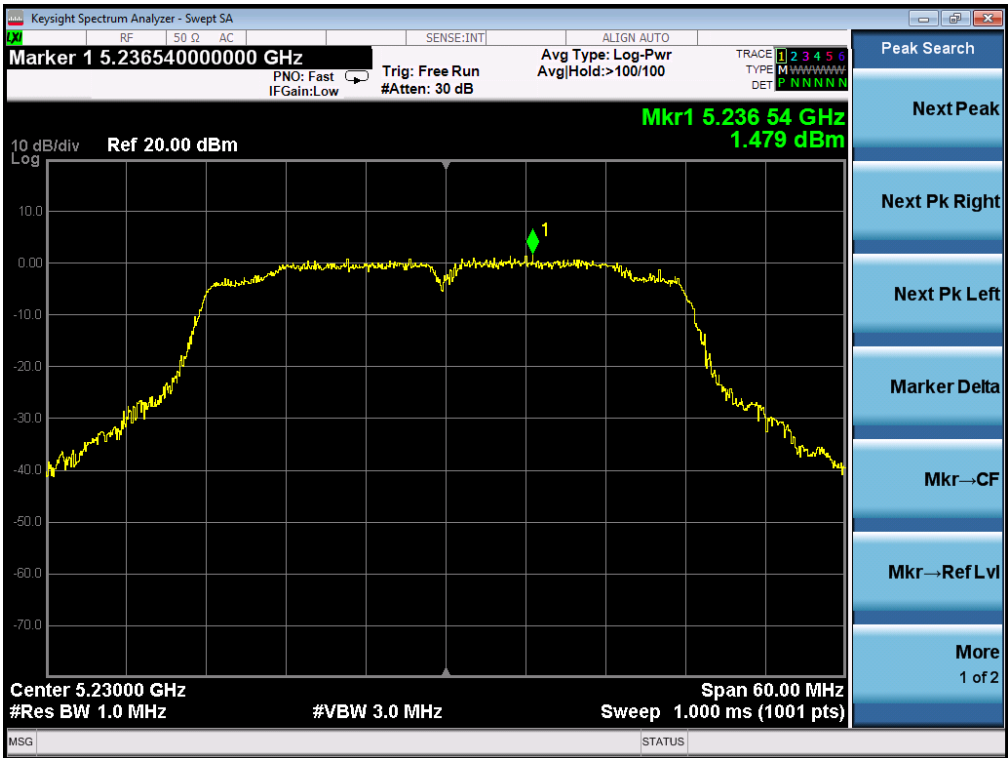 Keysight Spectrum Analyzer - Swept SA
LXI RF 50 Ω AC SENSE:INT ALIGN AUTO
Marker 1 5.236540000000 GHz
PNO: Fast
IFGain:Low
Trig: Free Run
#Atten: 30 dB
Avg Type: Log-Pwr
Avg|Hold:>100/100
TRACE 1 2 3 4 5 6
TYPE M WWWWW
DET P N N N N N
Mkr1 5.236 54 GHz
1.479 dBm
10 dB/div Ref 20.00 dBm
Log
10.0
0.00
-10.0
-20.0
-30.0
-40.0
-50.0
-60.0
-70.0
1
Center 5.23000 GHz
Span 60.00 MHz
#Res BW 1.0 MHz
#VBW 3.0 MHz
Sweep 1.000 ms (1001 pts)
MSG
STATUS
Peak Search
Next Peak
Next Pk Right
Next Pk Left
Marker Delta
Mkr→CF
Mkr→Ref Lvl
More
1 of 2